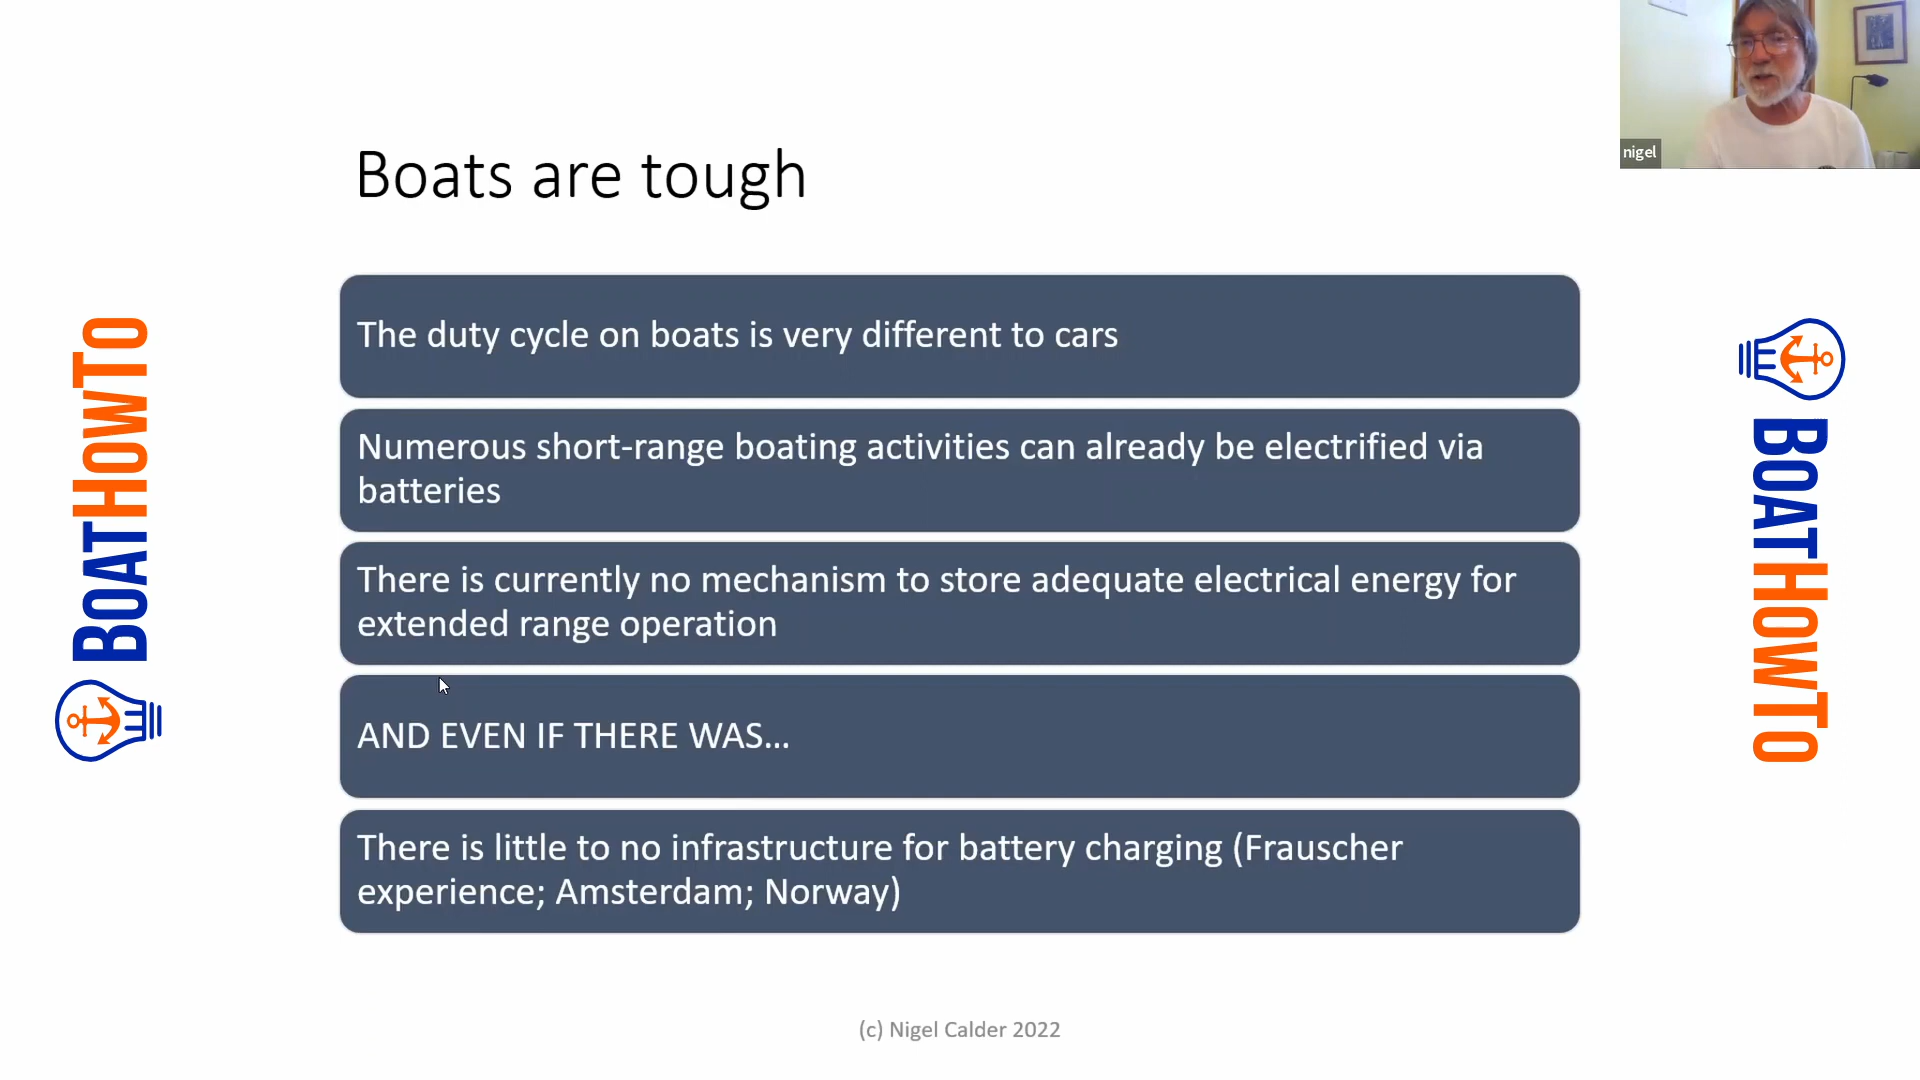 nigel
Boats are tough
The duty cycle on boats is very different to cars
Numerous short-range boating activities can already be electrified via
batteries
There is currently no mechanism to store adequate electrical energy for
extended range operation
AND EVEN IF THERE WAS...
There is little to no infrastructure for battery charging (Frauscher
experience; Amsterdam; Norway)
BOATHOWTO
BOATHOWTO
(c) Nigel Calder 2022